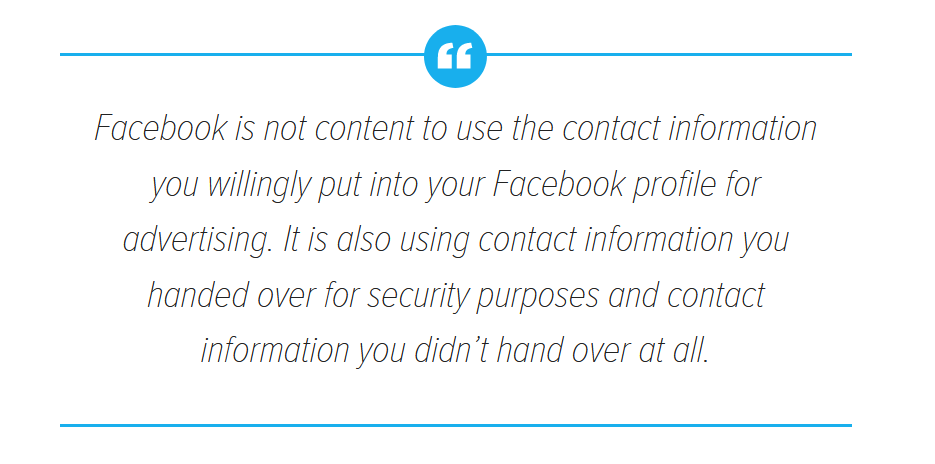 Facebook is not content to use the contact information
you willingly put into your Facebook profile for
advertising. It is also using contact information you
handed over for security purposes and contact
information you didn’t hand over at all.